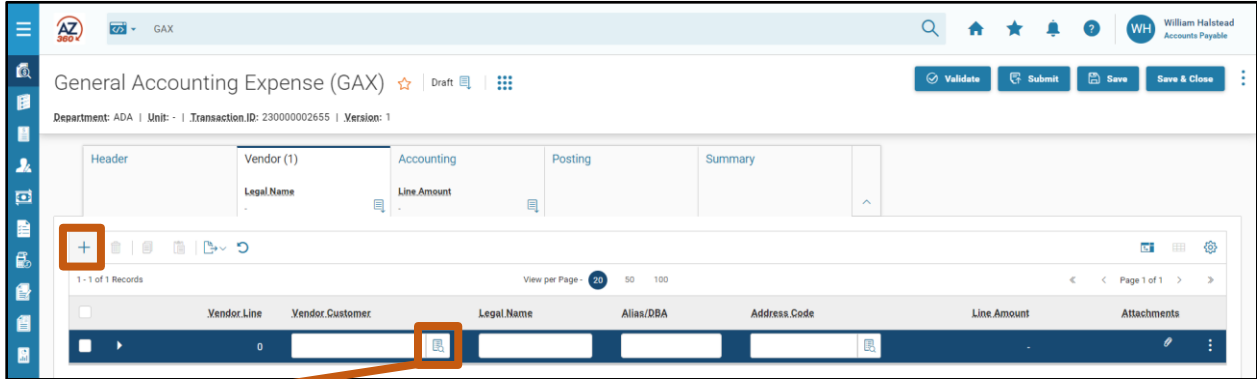 AZ
360
GAX
WH
William Halstead
Accounts Payable
General Accounting Expense (GAX)
Draft
Validate
Submit
Save
Save & Close
Department: ADA | Unit: - | Transaction ID: 230000002655 | Version: 1
Header
Vendor (1)
Accounting
Posting
Summary
Legal Name
Line Amount
-
-
1 - 1 of 1 Records
View per Page - 20 50 100
Page 1 of 1
Vendor Line
Vendor Customer
Legal Name
Alias/DBA
Address Code
Line Amount
Attachments
0
-